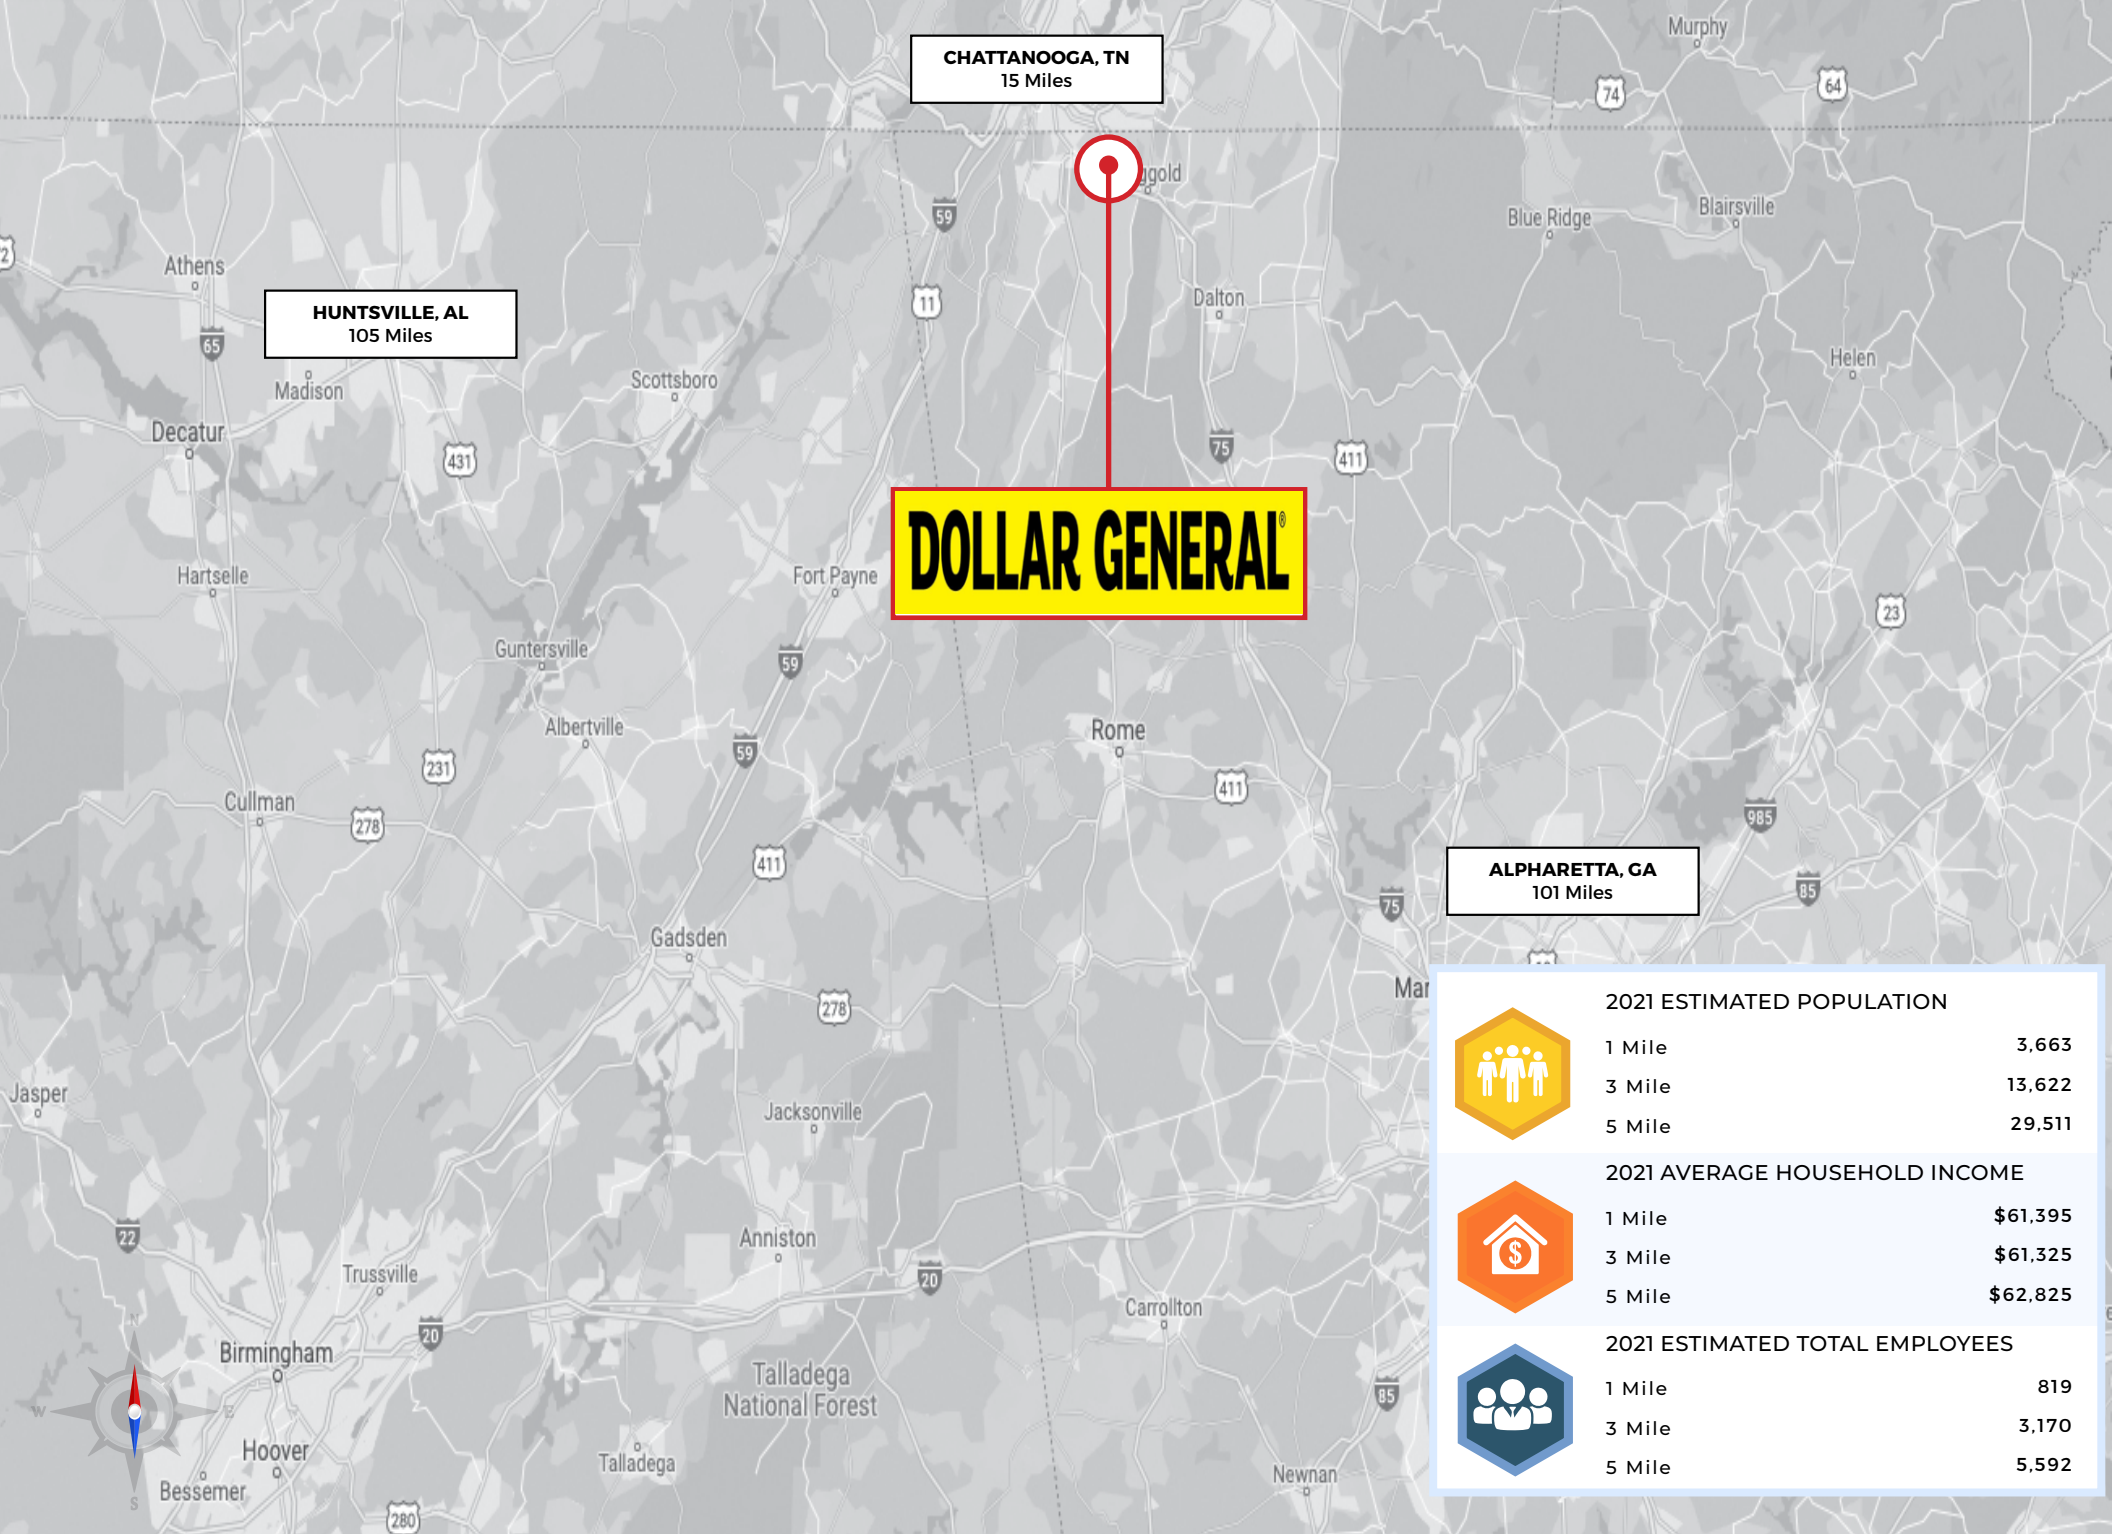 Murphy
CHATTANOOGA, TN
15 Miles
74
64
ggold
59
Blue Ridge
Blairsville
2
Athens
HUNTSVILLE, AL
105 Miles
11
Dalton
65
Madison
Scottsboro
Helen
Decatur
431
75
411
DOLLAR GENERAL®
Hartselle
Fort Payne
23
Guntersville
59
Albertville
Rome
59
231
411
Cullman
278
985
411
ALPHARETTA, GA
101 Miles
85
75
Gadsden
Mar
278
2021 ESTIMATED POPULATION
1 Mile 3,663
3 Mile 13,622
5 Mile 29,511
Jasper
Jacksonville
2021 AVERAGE HOUSEHOLD INCOME
1 Mile $61,395
3 Mile $61,325
5 Mile $62,825
22
Anniston
Trussville
20
Carrollton
20
N
W
E
S
Birmingham
Talladega
National Forest
85
2021 ESTIMATED TOTAL EMPLOYEES
1 Mile 819
3 Mile 3,170
5 Mile 5,592
Hoover
Talladega
Newnan
Bessemer
280